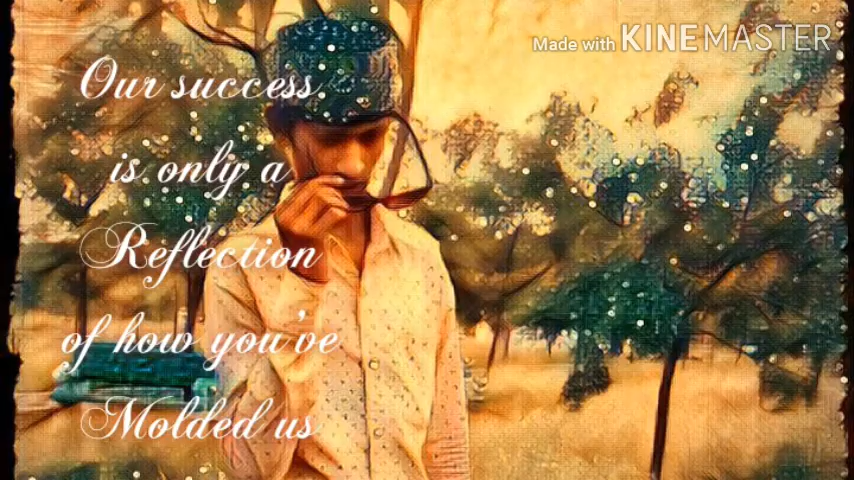 Made with KINEMASTER
Our success
is only a
Reflection
of how you've
Molded us